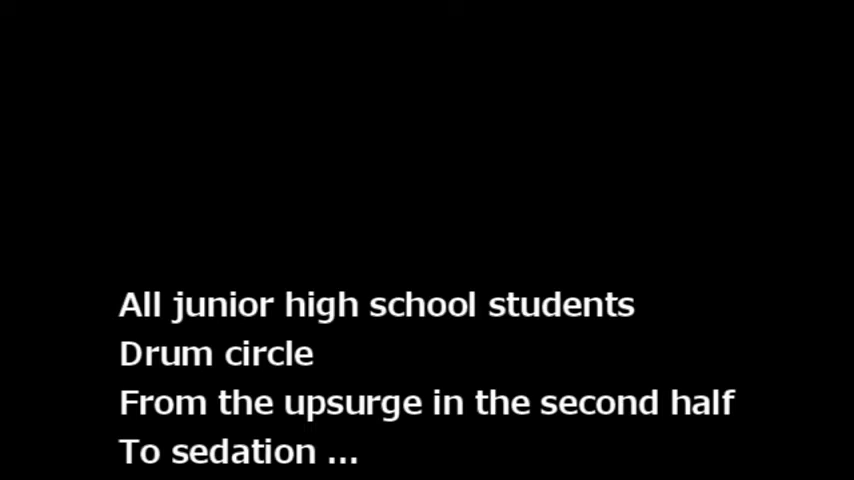 All junior high school students
Drum circle
From the upsurge in the second half
To sedation ...